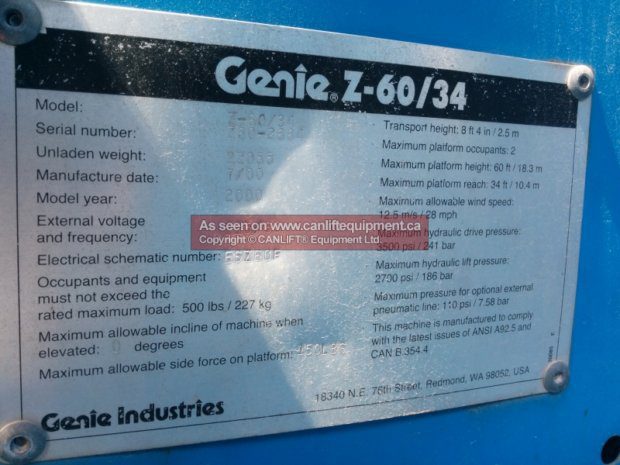 Genie® Z-60/34
Model: Z-60/34
Serial number:
Unladen weight:
Manufacture date: 7/00
Model year: 2000
External voltage
and frequency:
Electrical schematic number:
Occupants and equipment
must not exceed the
rated maximum load: 500 lbs / 227 kg
Maximum allowable incline of machine when
elevated: 0 degrees
Maximum allowable side force on platform:
Transport height: 8 ft 4 in / 2.5 m
Maximum platform occupants: 2
Maximum platform height: 60 ft / 18.3 m
Maximum platform reach: 34 ft / 10.4 m
Maximum allowable wind speed:
12.5 m/s / 28 mph
Maximum hydraulic drive pressure:
3500 psi / 241 bar
Maximum hydraulic lift pressure:
2700 psi / 186 bar
Maximum pressure for optional external
pneumatic line: 110 psi / 7.58 bar
This machine is manufactured to comply
with the latest issues of ANSI A92.5 and
CAN B.354.4
As seen on www.canliftequipment.ca
Copyright © CANLIFT® Equipment Ltd.
Genie Industries
18340 N.E. 76th Street, Redmond, WA 98052, USA